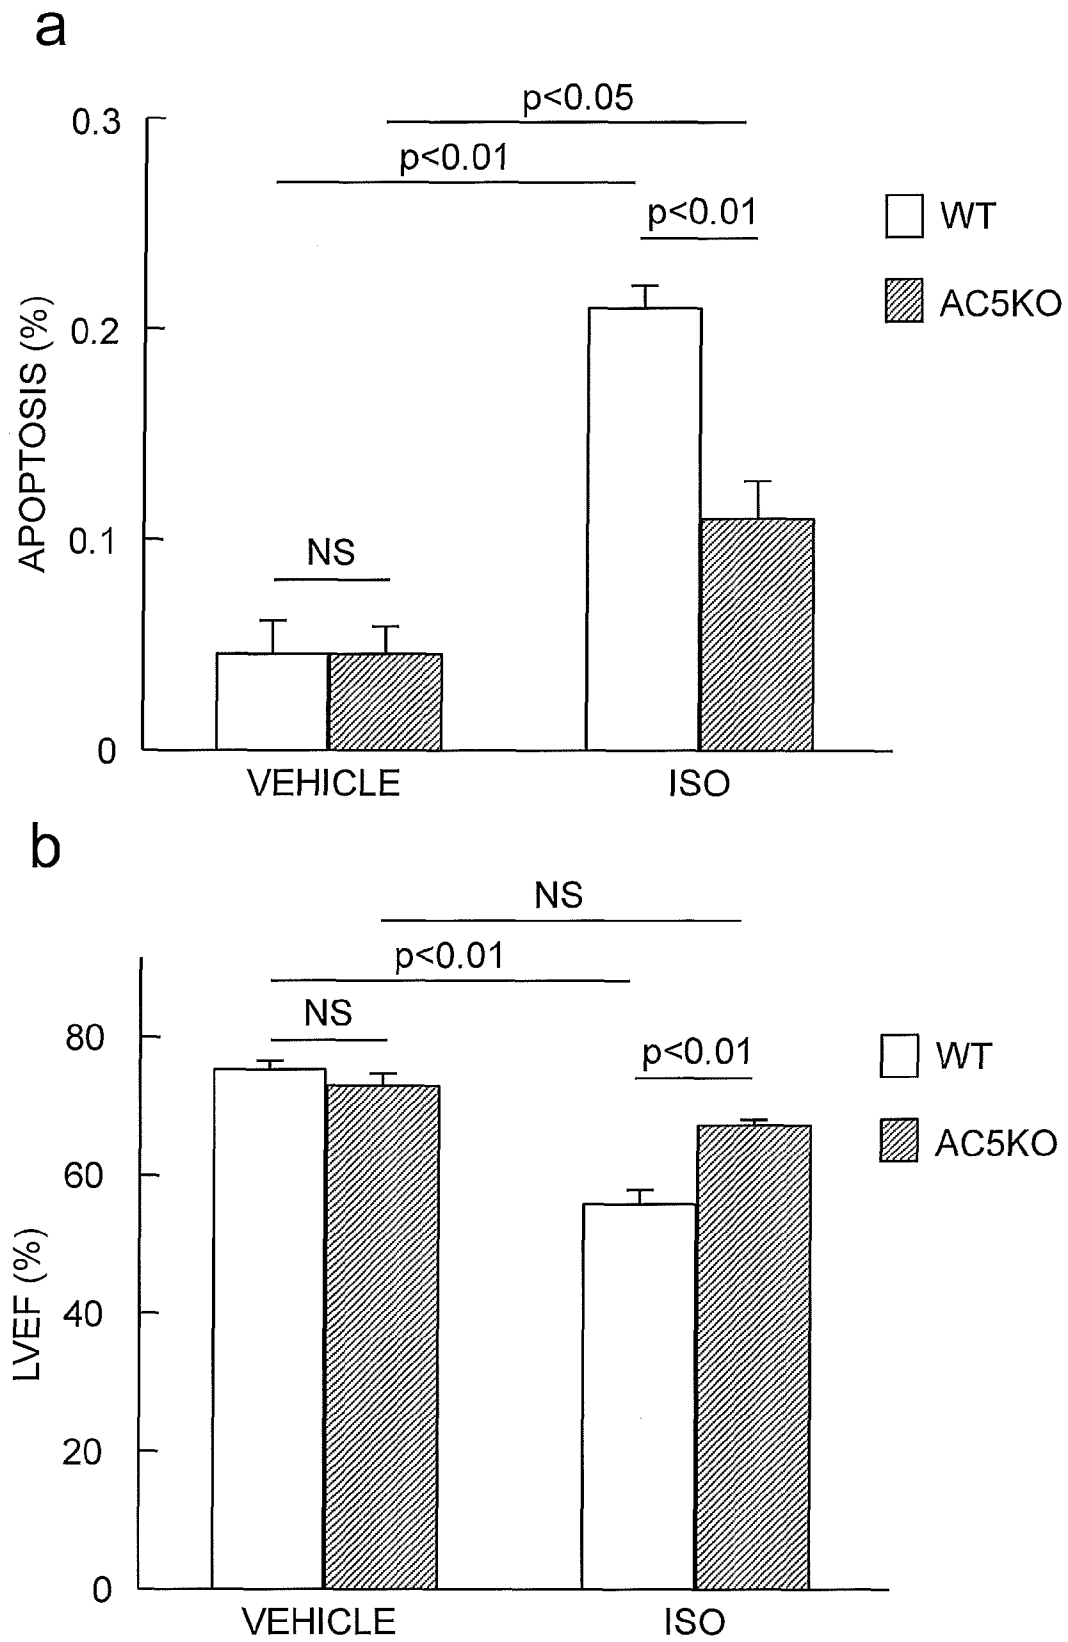 a
p<0.05
0.3
p<0.01
p<0.01
WT
AC5KO
0.2
APOPTOSIS (%)
0.1
NS
0
VEHICLE
ISO
b
NS
p<0.01
NS
80
p<0.01
WT
AC5KO
60
LVEF (%)
40
20
0
VEHICLE
ISO